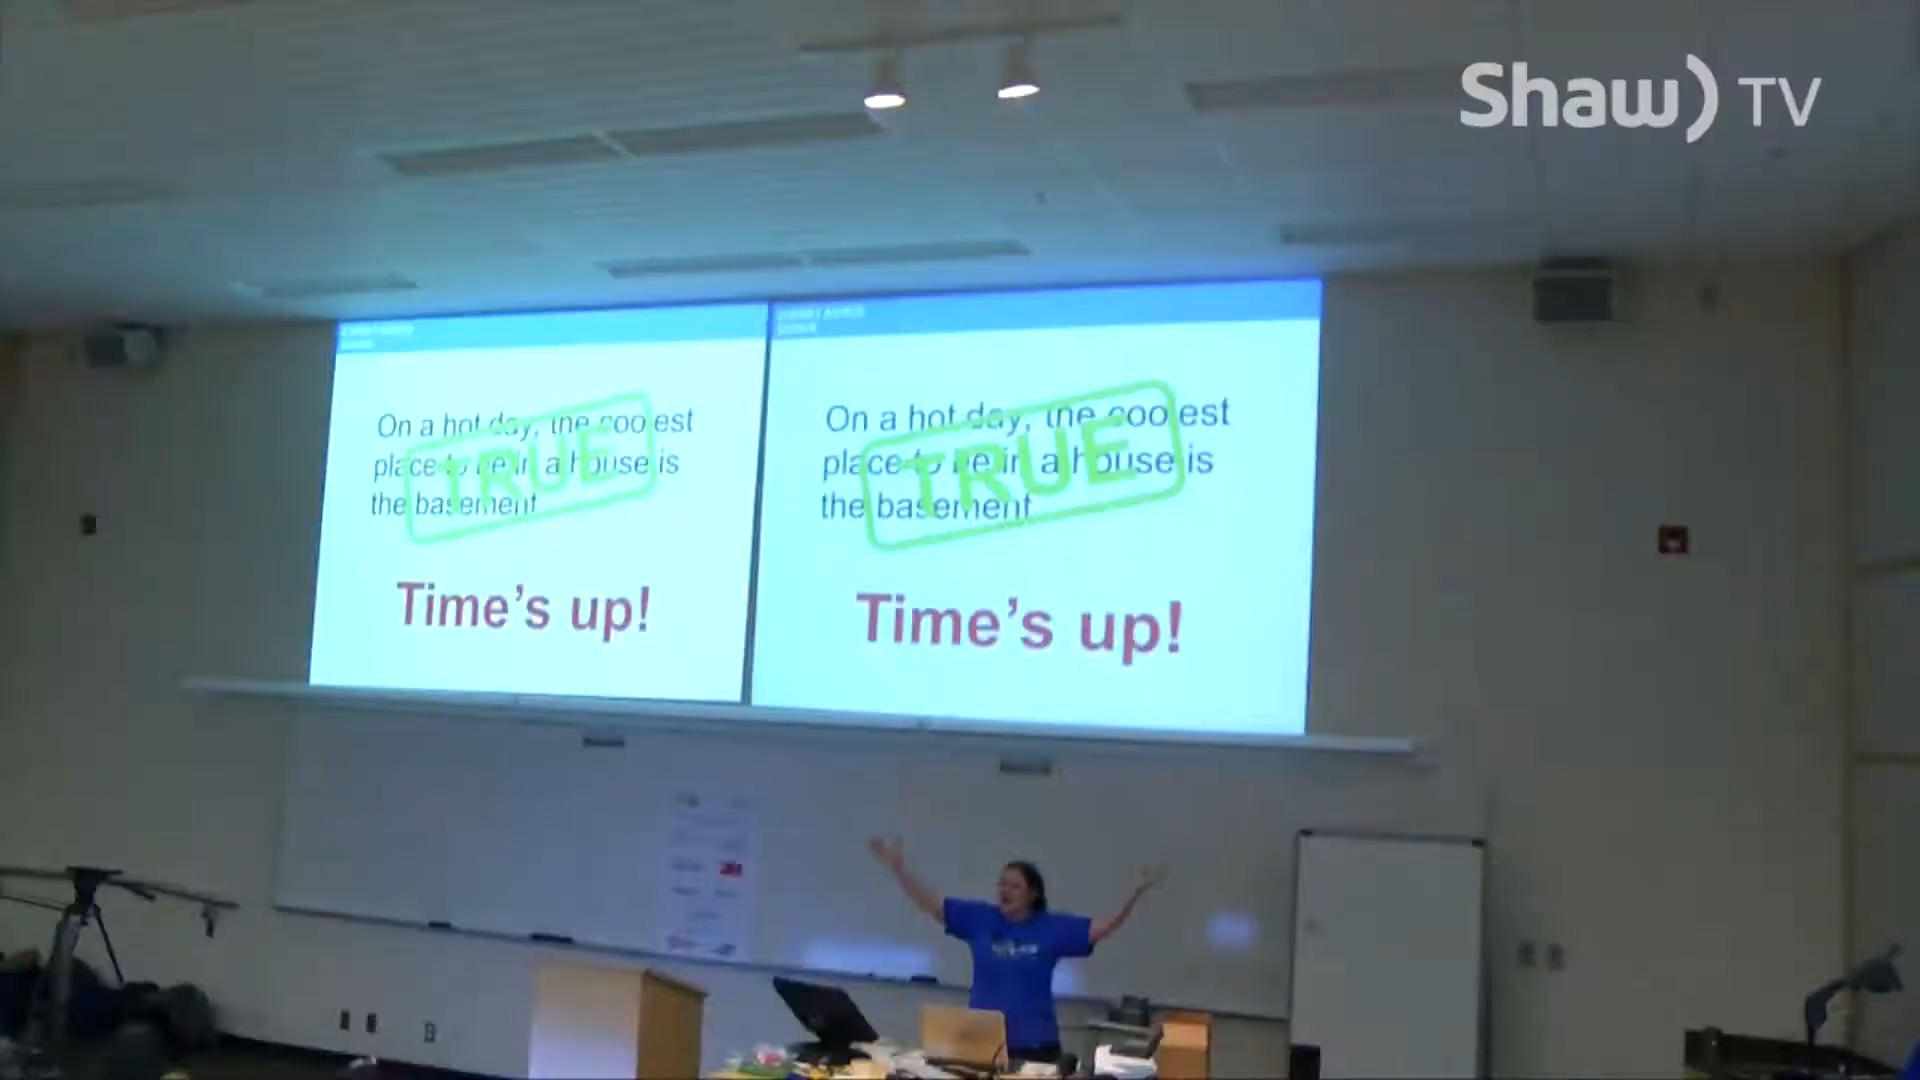 Shaw) TV
On a hot day, the coolest
place to be in a house is
the basement
TRUE
Time's up!
On a hot day, the coolest
place to be in a house is
the basement
TRUE
Time's up!
3M